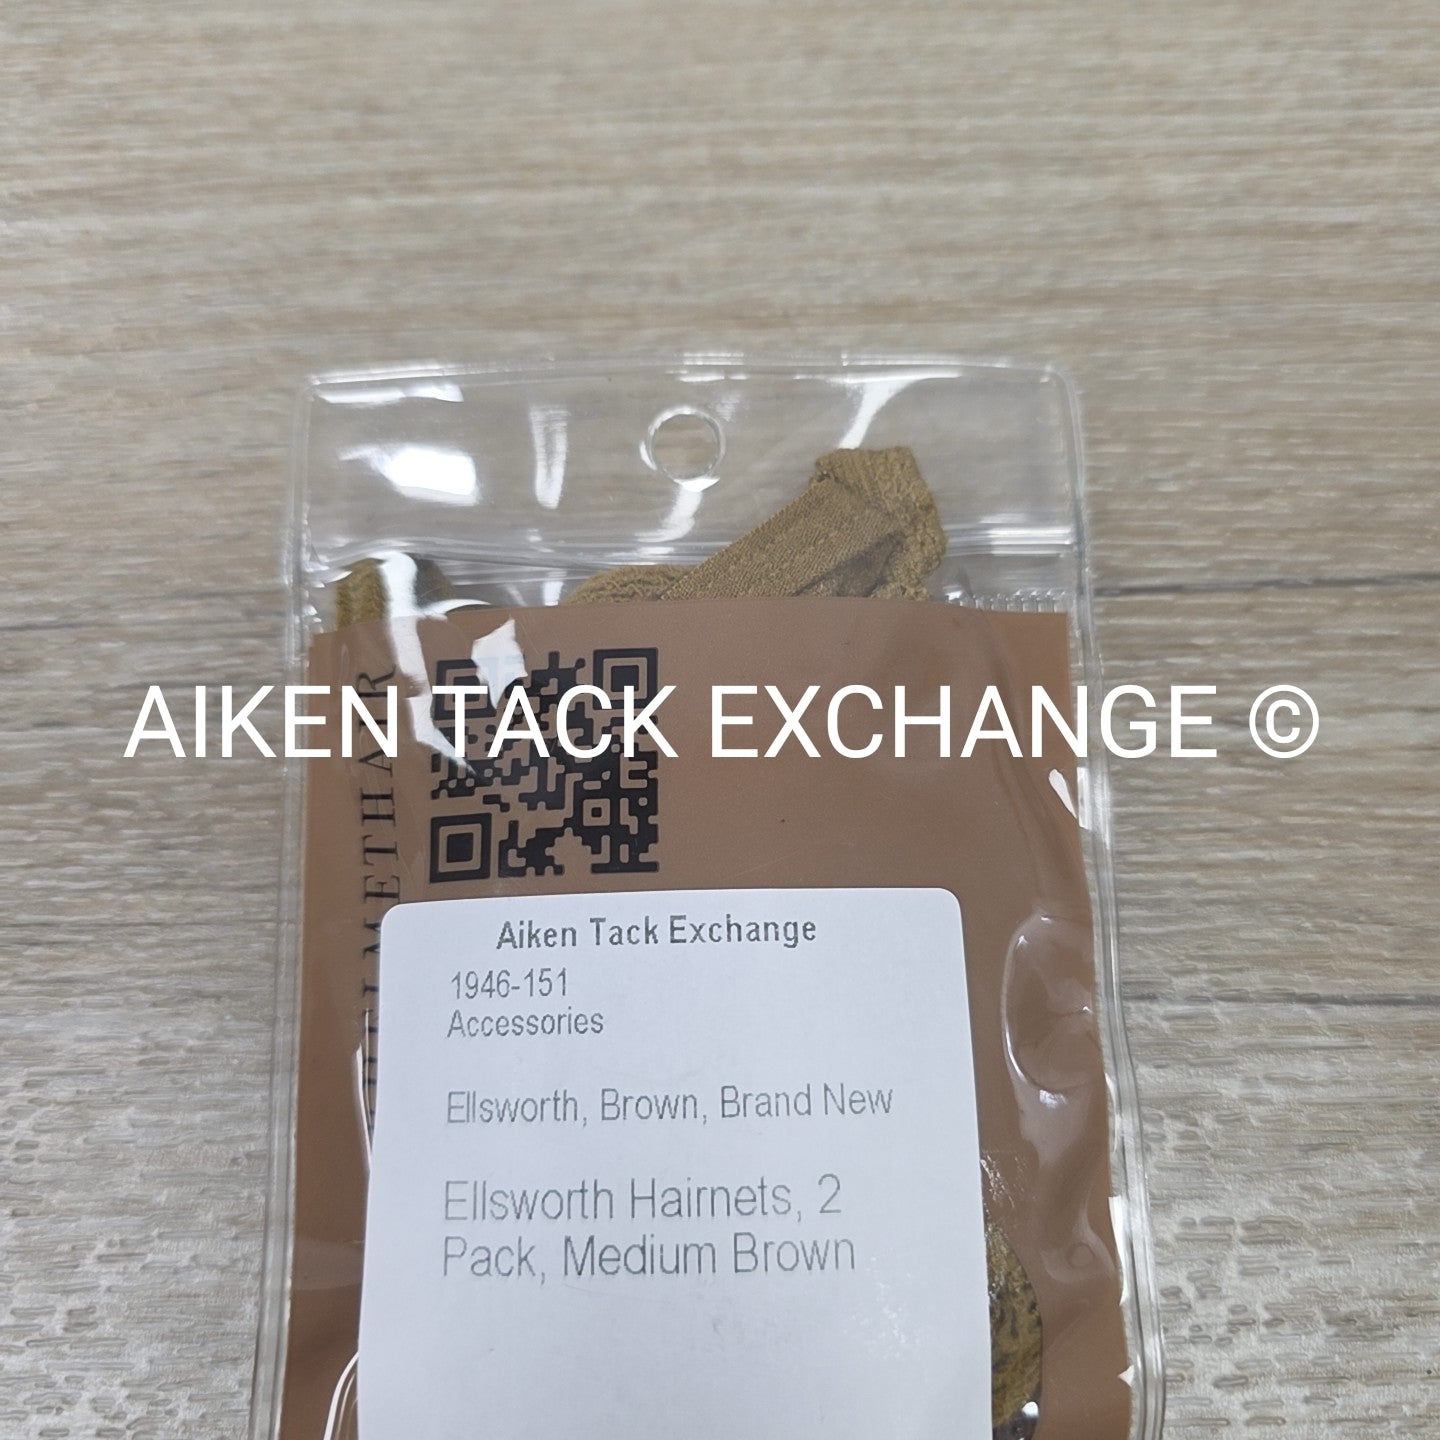 AIKEN TACK EXCHANGE ©
HELMETHAIR
Aiken Tack Exchange
1946-151
Accessories
Ellsworth, Brown, Brand New
Ellsworth Hairnets, 2
Pack, Medium Brown